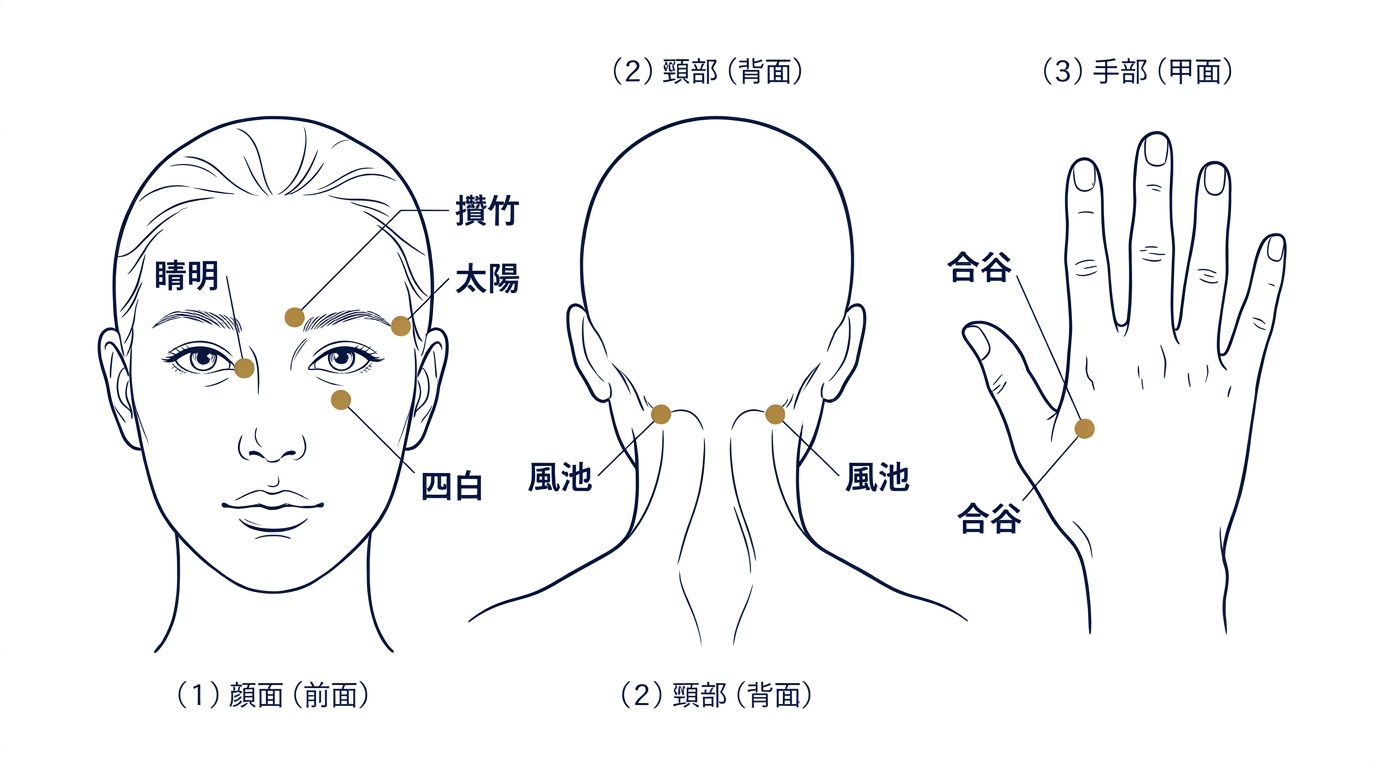 （2）頸部（背面）
（3）手部（甲面）
攢竹
睛明
太陽
合谷
四白
風池
風池
合谷
（1）顔面（前面）
（2）頸部（背面）